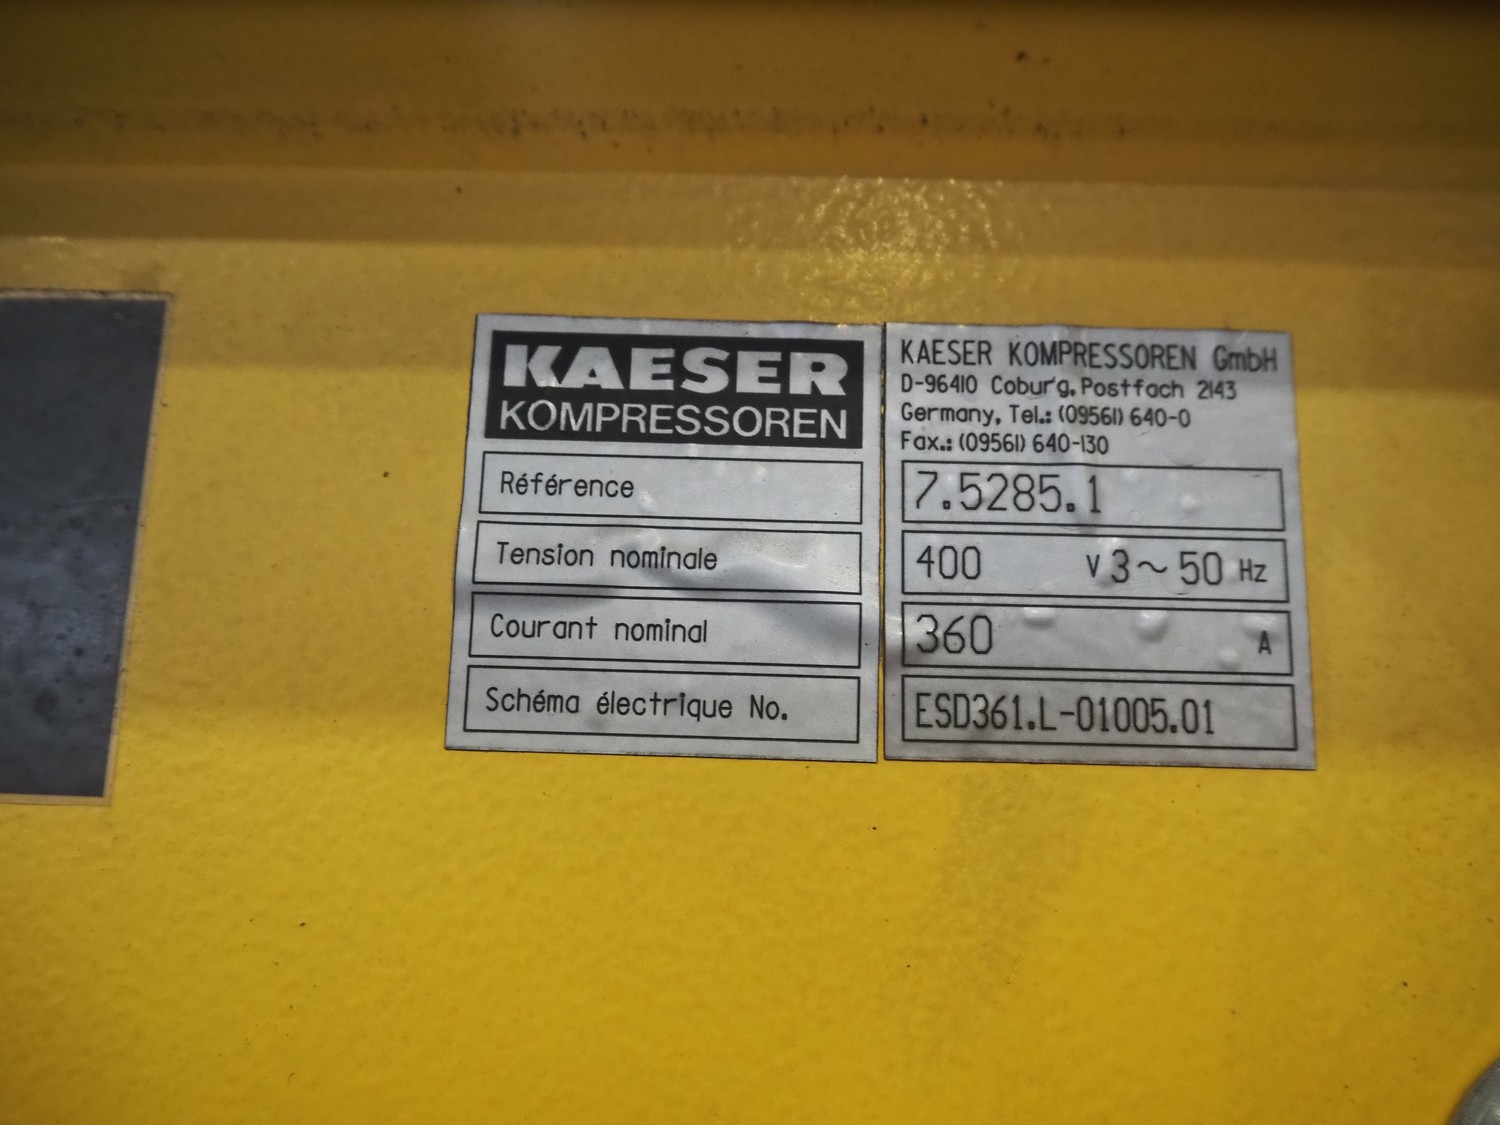 KAESER
KOMPRESSOREN
Référence
Tension nominale
Courant nominal
Schéma électrique No.
KAESER KOMPRESSOREN GmbH
D-96410 Coburg, Postfach 2143
Germany, Tel.: (09561) 640-0
Fax.: (09561) 640-130
7.5285.1
400 V 3~ 50 Hz
360 A
ESD361.L-01005.01